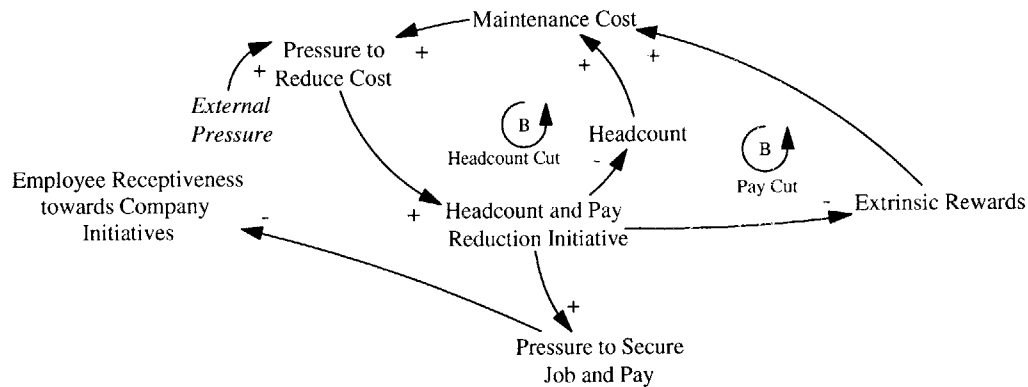 Maintenance Cost
+
+
+
Pressure to
Reduce Cost
+
External
Pressure
B
Headcount Cut
Headcount
-
B
Pay Cut
Employee Receptiveness
towards Company
Initiatives
-
+
Headcount and Pay
Reduction Initiative
-
Extrinsic Rewards
+
Pressure to Secure
Job and Pay